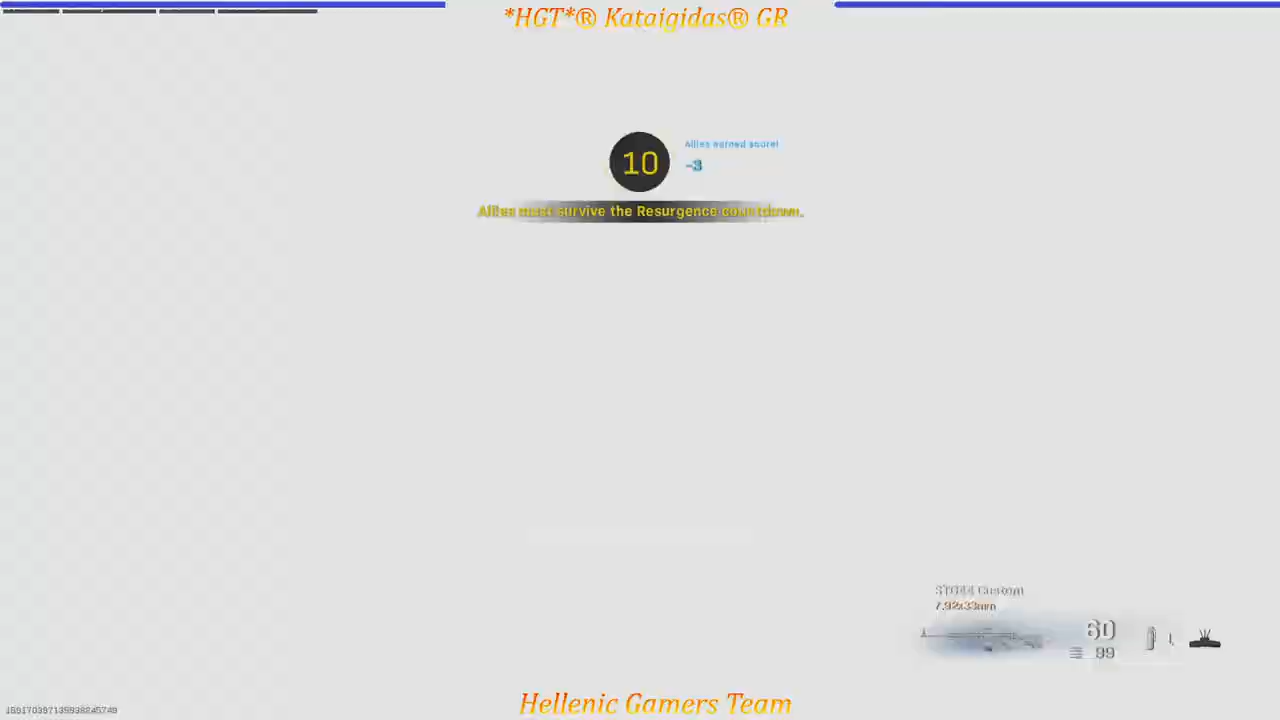 *HGT*® Kataigidas® GR
10
Allies earned score!
-3
Allies must survive the Resurgence countdown.
STG44 Custom
7.92x33mm
60
99
Hellenic Gamers Team